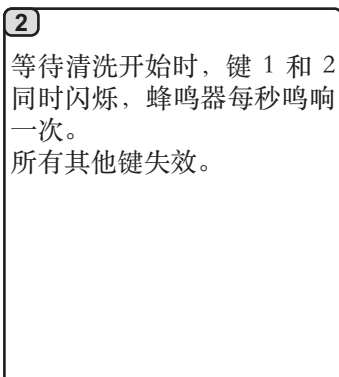 2
等待清洗开始时，键 1 和 2
同时闪烁，蜂鸣器每秒鸣响
一次。
所有其他键失效。